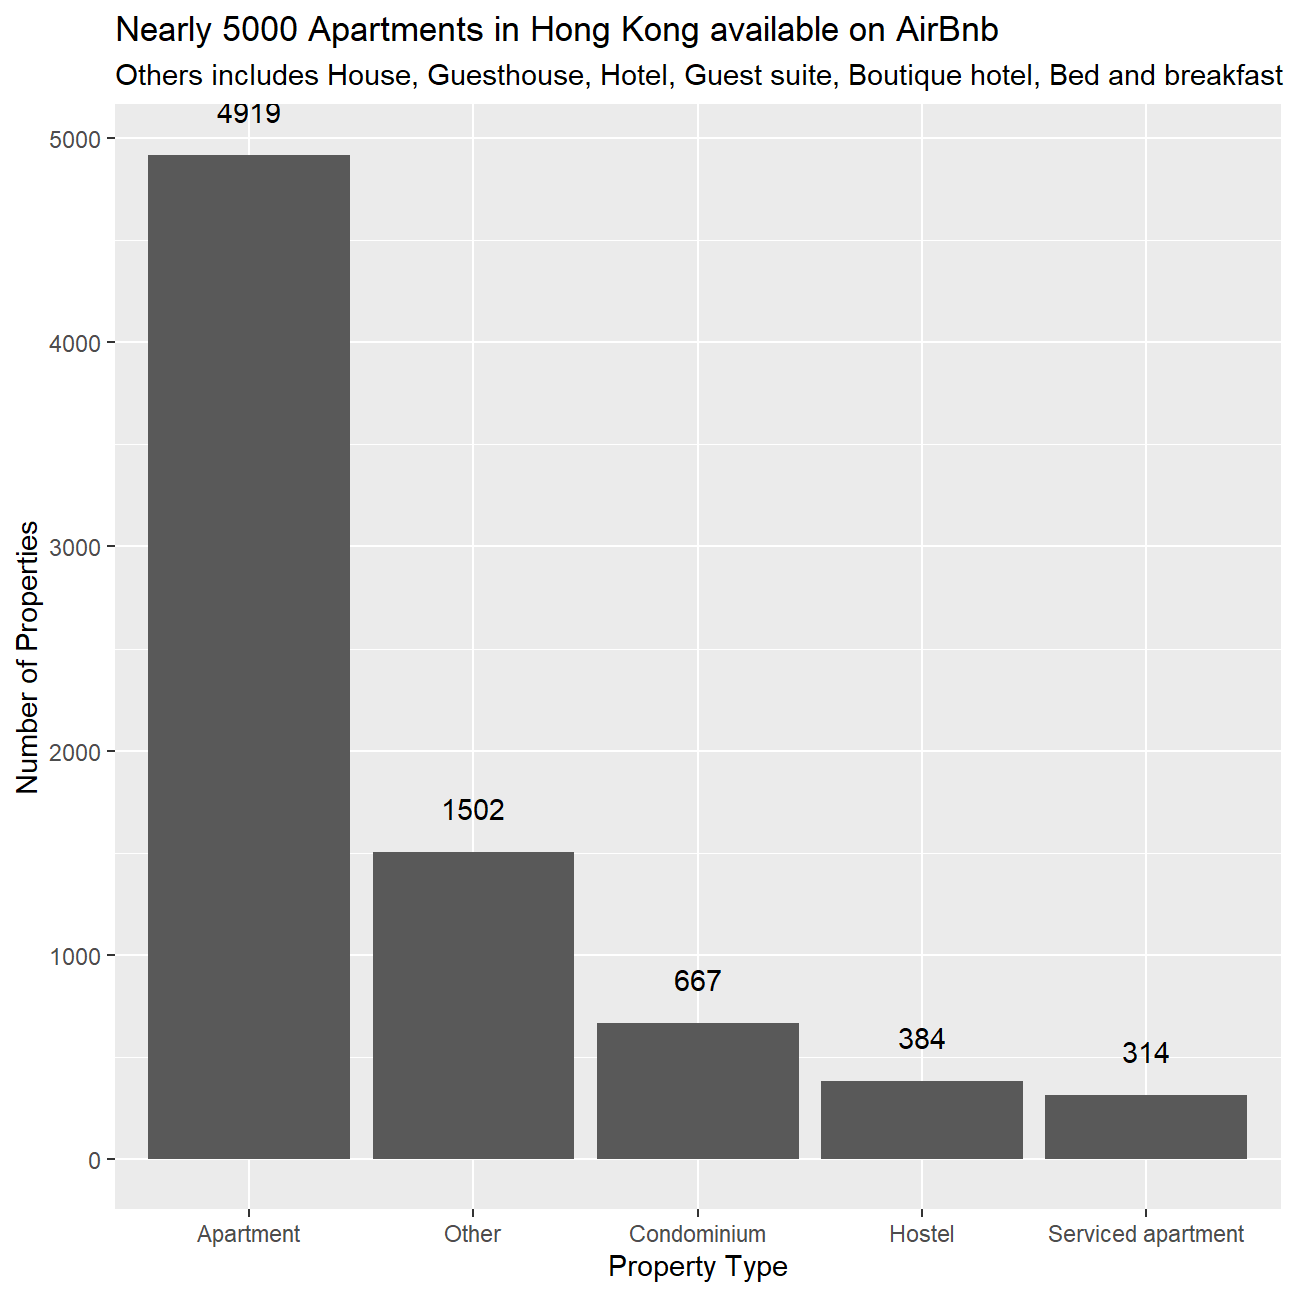 Nearly 5000 Apartments in Hong Kong available on AirBnb
Others includes House, Guesthouse, Hotel, Guest suite, Boutique hotel, Bed and breakfast
4919
5000
4000
3000
2000
1000
0
Number of Properties
1502
667
384
314
Apartment
Other
Condominium
Hostel
Serviced apartment
Property Type